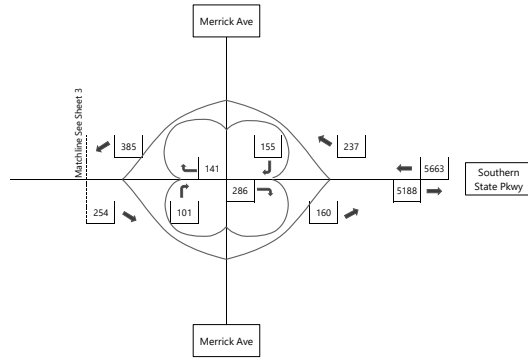 Merrick Ave
Matchline See Sheet 3
385
155
237
141
5663
286
5188
Southern
State Pkwy
254
101
160
Merrick Ave